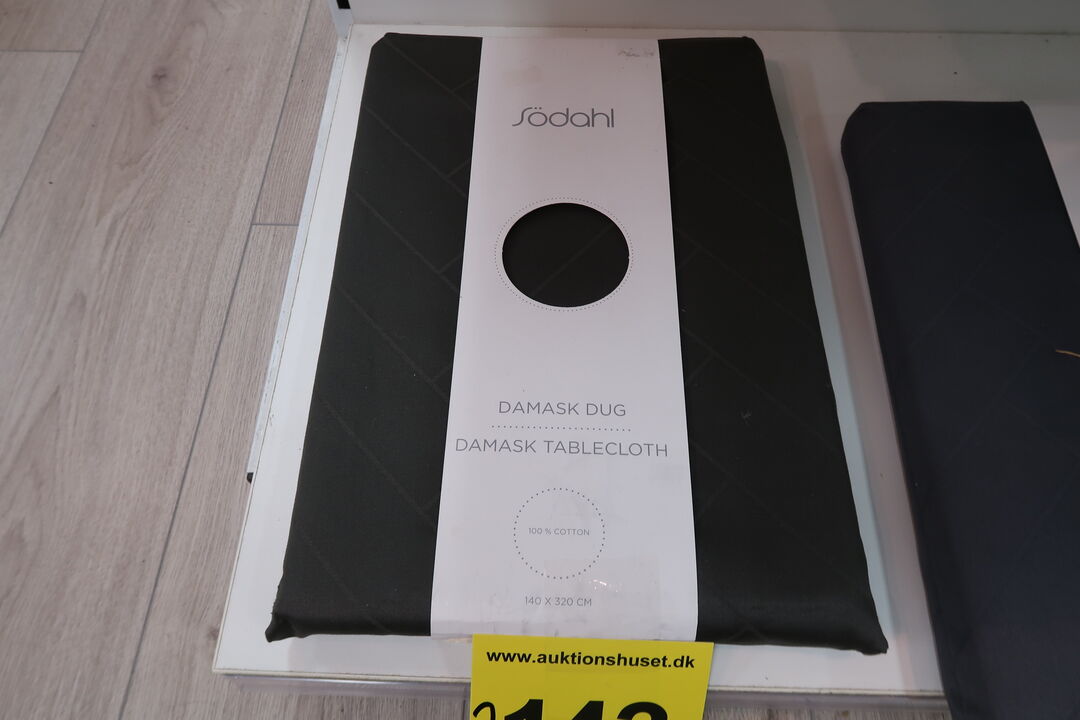 Södahl
DAMASK DUG
DAMASK TABLECLOTH
100 % COTTON
140 X 320 CM
www.auktionshuset.dk